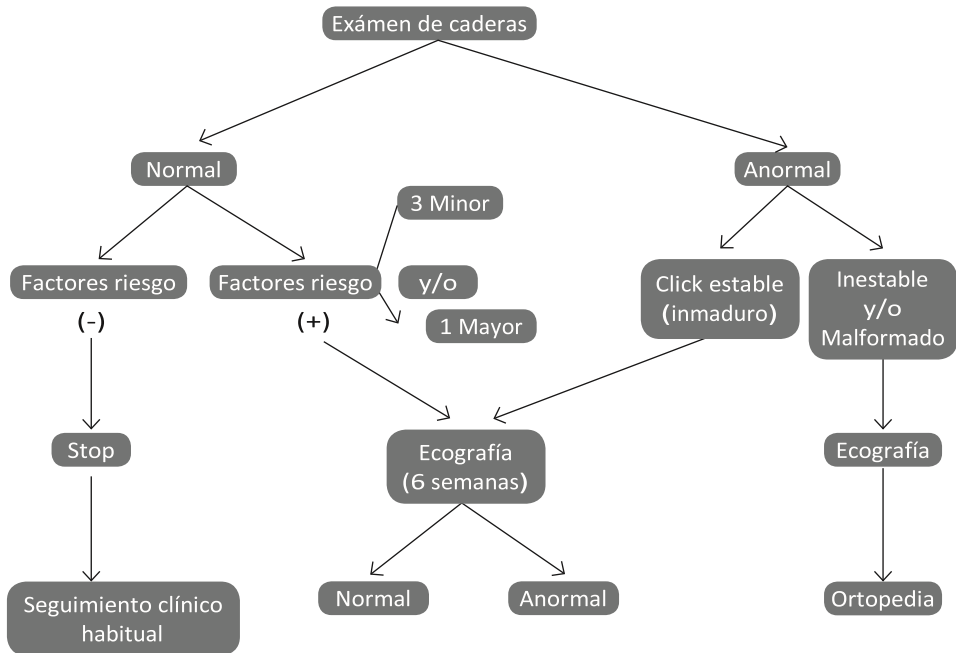 Exámen de caderas
Normal
Anormal
3 Minor
Factores riesgo
(-)
Factores riesgo
(+)
y/o
1 Mayor
Click estable
(inmaduro)
Inestable
y/o
Malformado
Stop
Ecografía
(6 semanas)
Ecografía
Seguimiento clínico
habitual
Normal
Anormal
Ortopedia